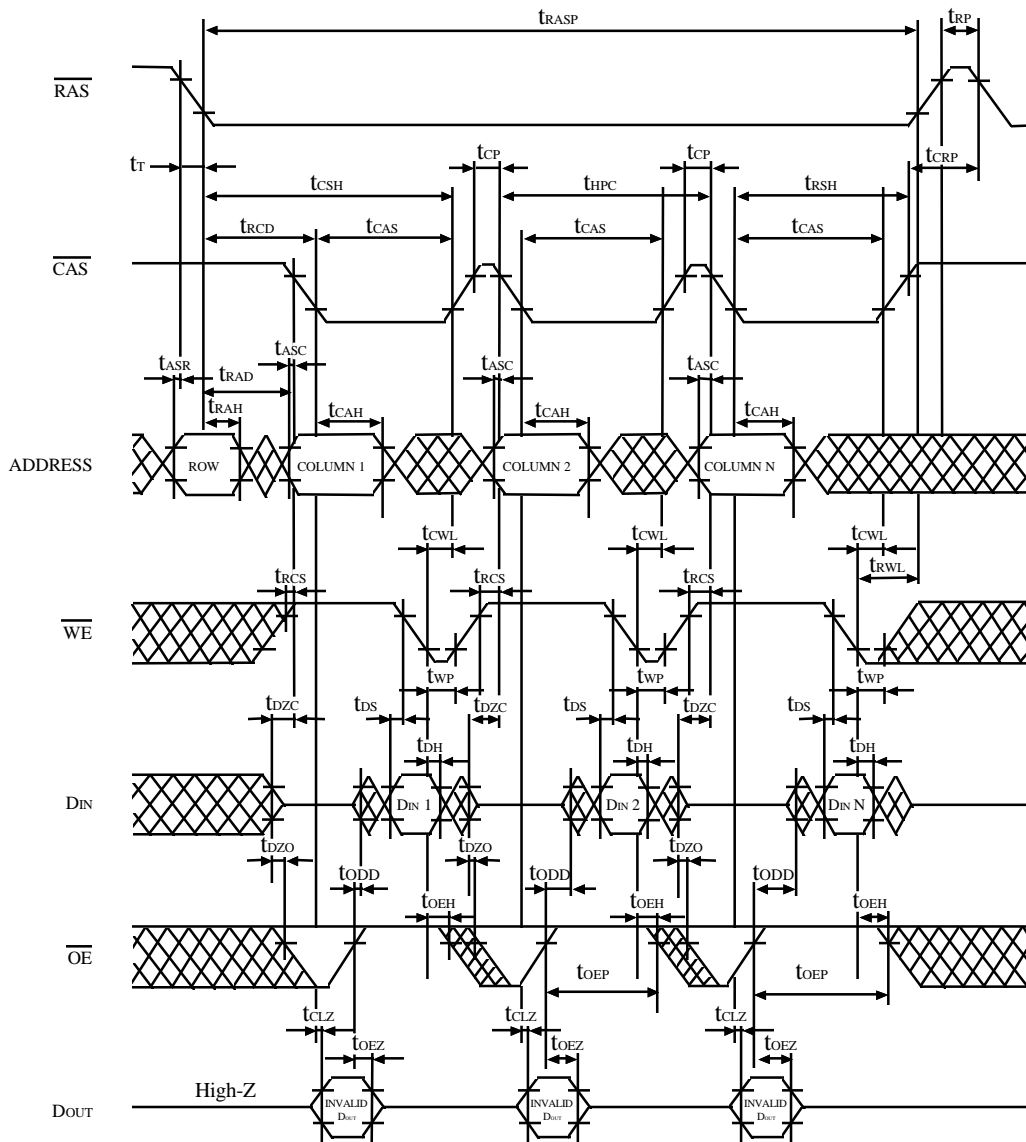 tRASP tRP
RAS
tT tCP tCP tCRP
tCSH tHPC tRSH
tRCD tCAS tCAS tCAS
CAS
tASC
tASR tRAD tASC tASC
tRAH tCAH tCAH tCAH
ADDRESS ROW COLUMN 1 COLUMN 2 COLUMN N
tCWL tCWL tCWL
tRWL
tRCS tRCS tRCS
WE
tWP tWP tWP
tDZC tDS tDZC tDS tDZC tDS
tDH tDH tDH
DIN DIN 1 DIN 2 DIN N
tDZO tDZO tDZO
tODD tODD tODD
tOEH tOEH tOEH
OE
tOEP tOEP
tCLZ tCLZ tCLZ
tOEZ tOEZ tOEZ
High-Z
DOUT INVALID DOUT INVALID DOUT INVALID DOUT